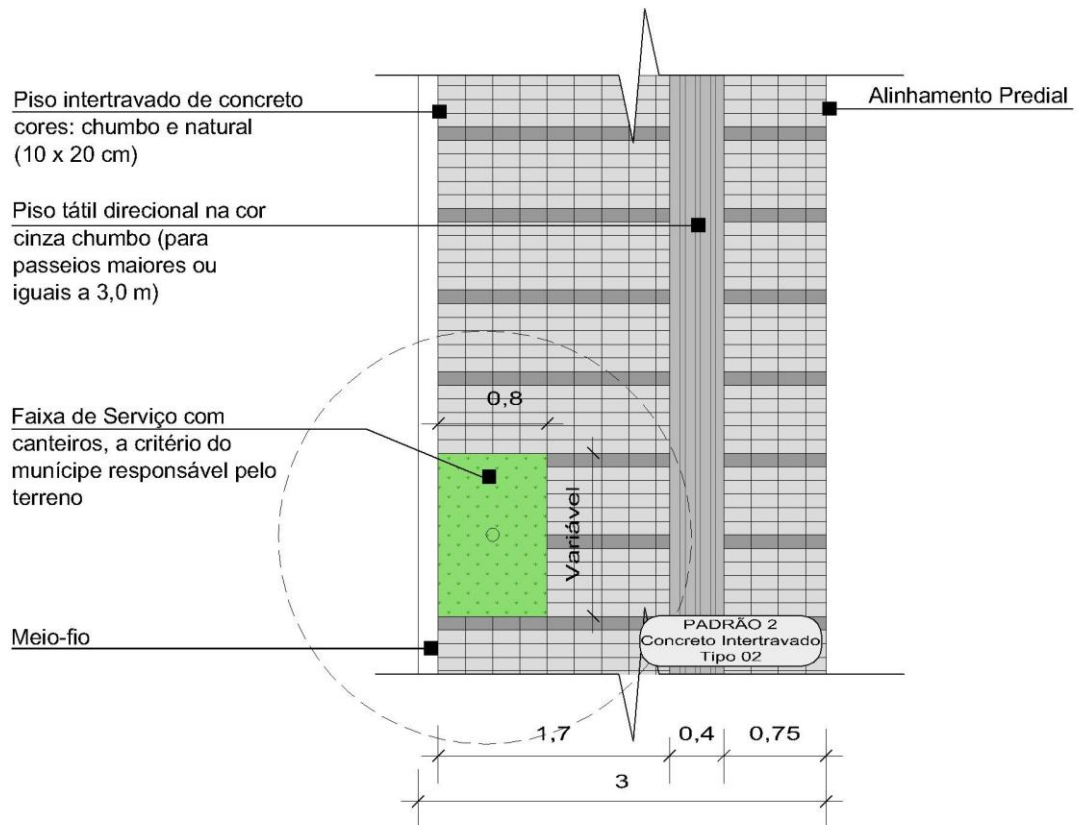 Piso intertravado de concreto
cores: chumbo e natural
(10 x 20 cm)
Alinhamento Predial
Piso tátil direcional na cor
cinza chumbo (para
passeios maiores ou
iguais a 3,0 m)
0,8
Faixa de Serviço com
canteiros, a critério do
munícipe responsável pelo
terreno
Variável
Meio-fio
PADRÃO 2
Concreto Intertravado
Tipo 02
1,7 0,4 0,75
3